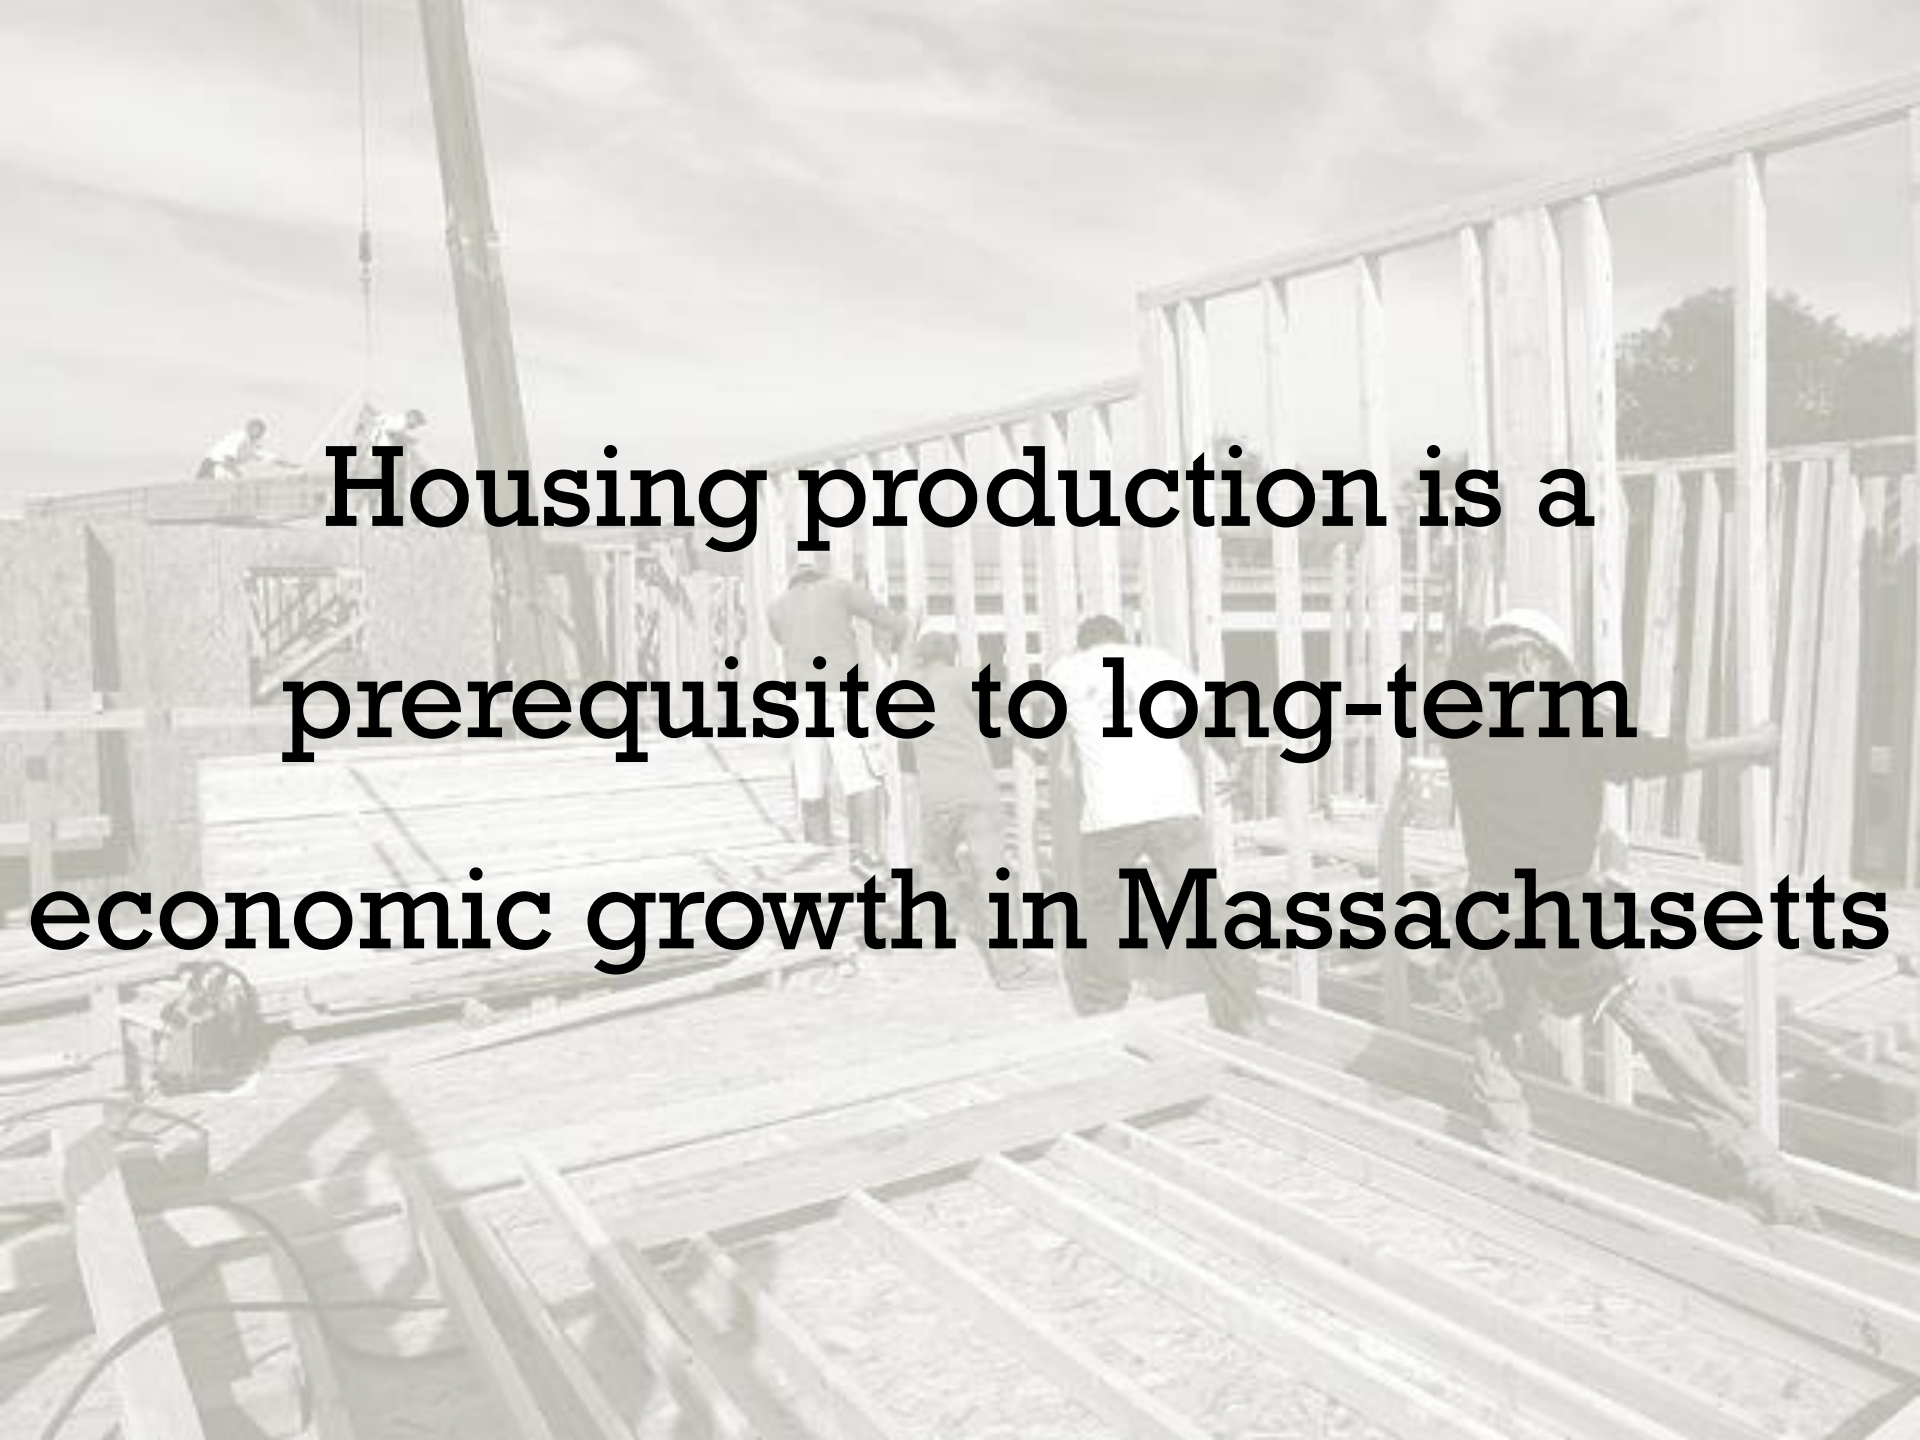 Housing production is a
prerequisite to long-term
economic growth in Massachusetts